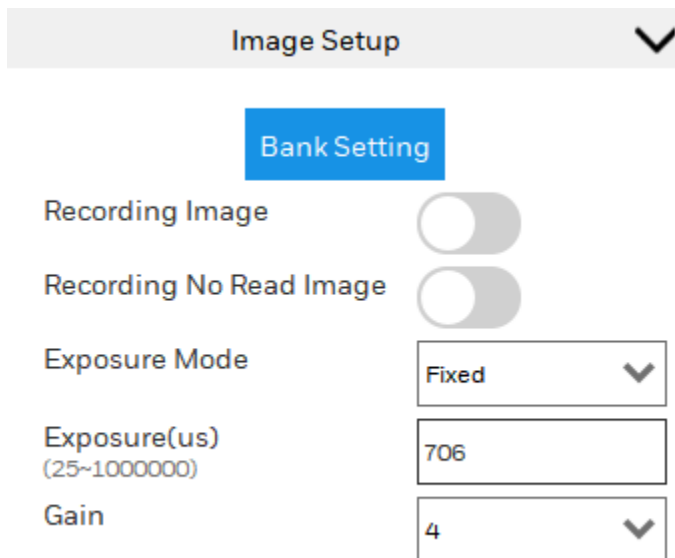 Image Setup
Bank Setting
Recording Image
Recording No Read Image
Exposure Mode
Fixed
Exposure(us)
(25~1000000)
706
Gain
4